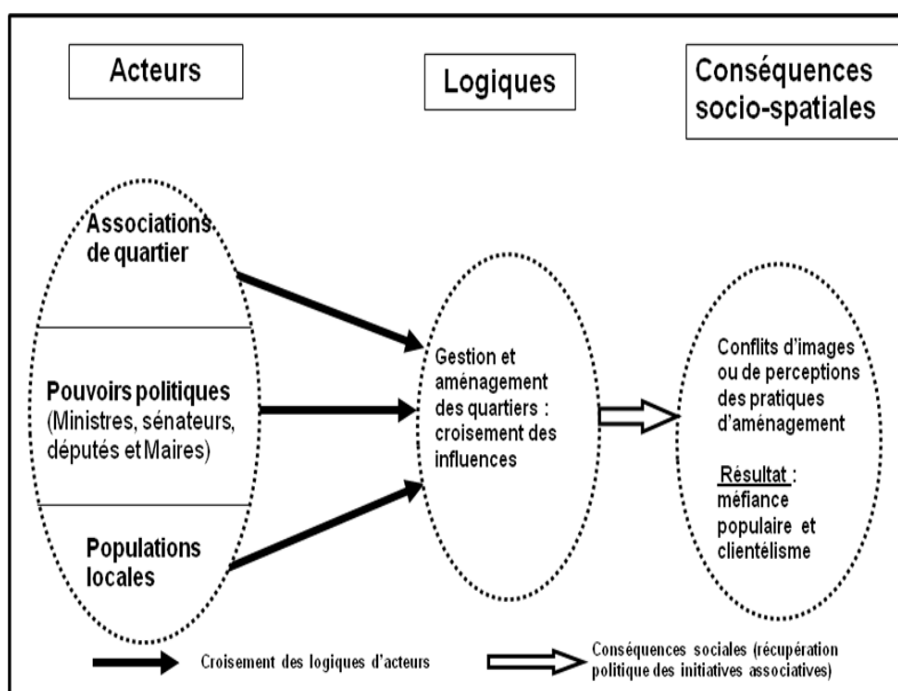 Acteurs
Logiques
Conséquences
socio-spatiales
Associations
de quartier
Pouvoirs politiques
(Ministres, sénateurs,
députés et Maires)
Populations
locales
Gestion et
aménagement
des quartiers :
croisement des
influences
Conflits d'images
ou de perceptions
des pratiques
d'aménagement
Résultat :
méfiance
populaire et
clientélisme
Croisement des logiques d'acteurs
Conséquences sociales (récupération
politique des initiatives associatives)